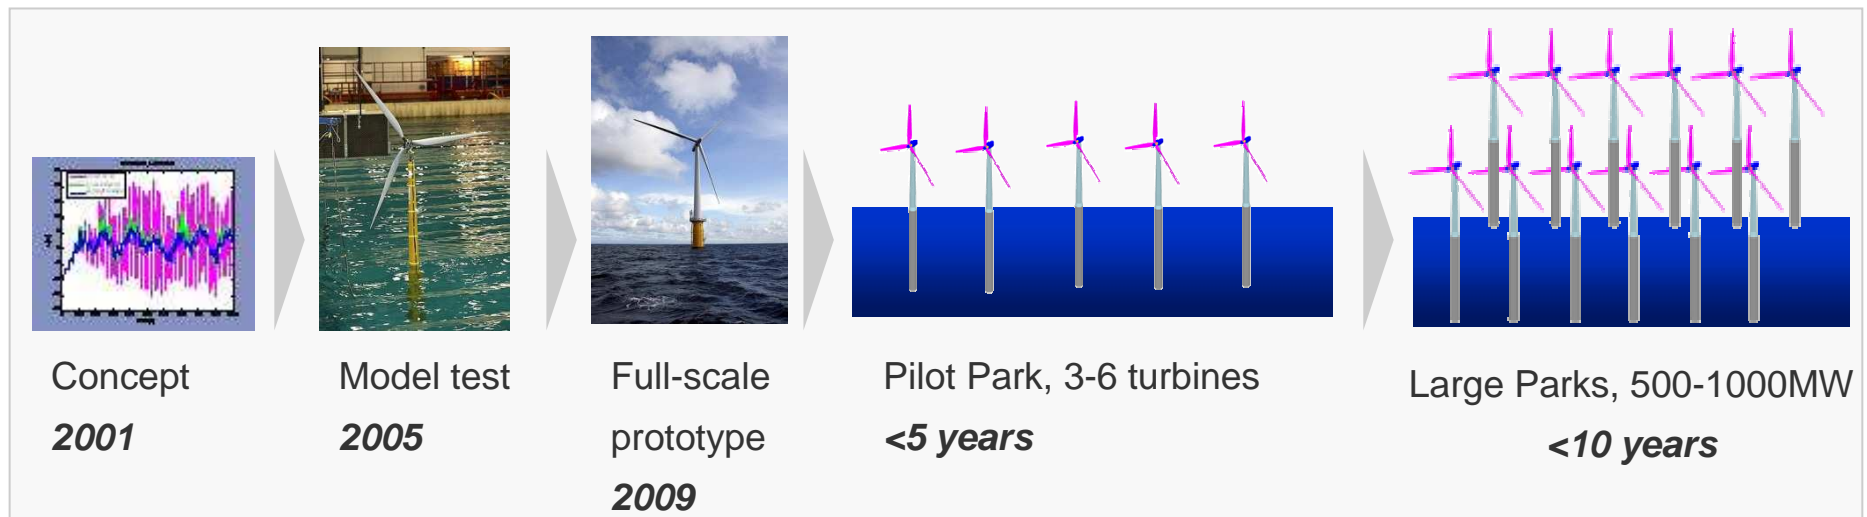 Concept
2001
Model test
2005
Full-scale
prototype
2009
Pilot Park, 3-6 turbines
<5 years
Large Parks, 500-1000MW
<10 years